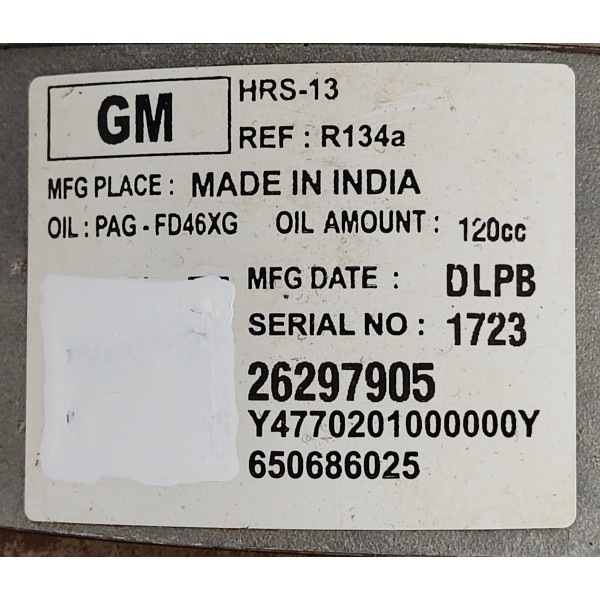 GM
HRS-13
REF : R134a
MFG PLACE : MADE IN INDIA
OIL : PAG - FD46XG OIL AMOUNT : 120cc
MFG DATE : DLPB
SERIAL NO : 1723
26297905
Y4770201000000Y
650686025